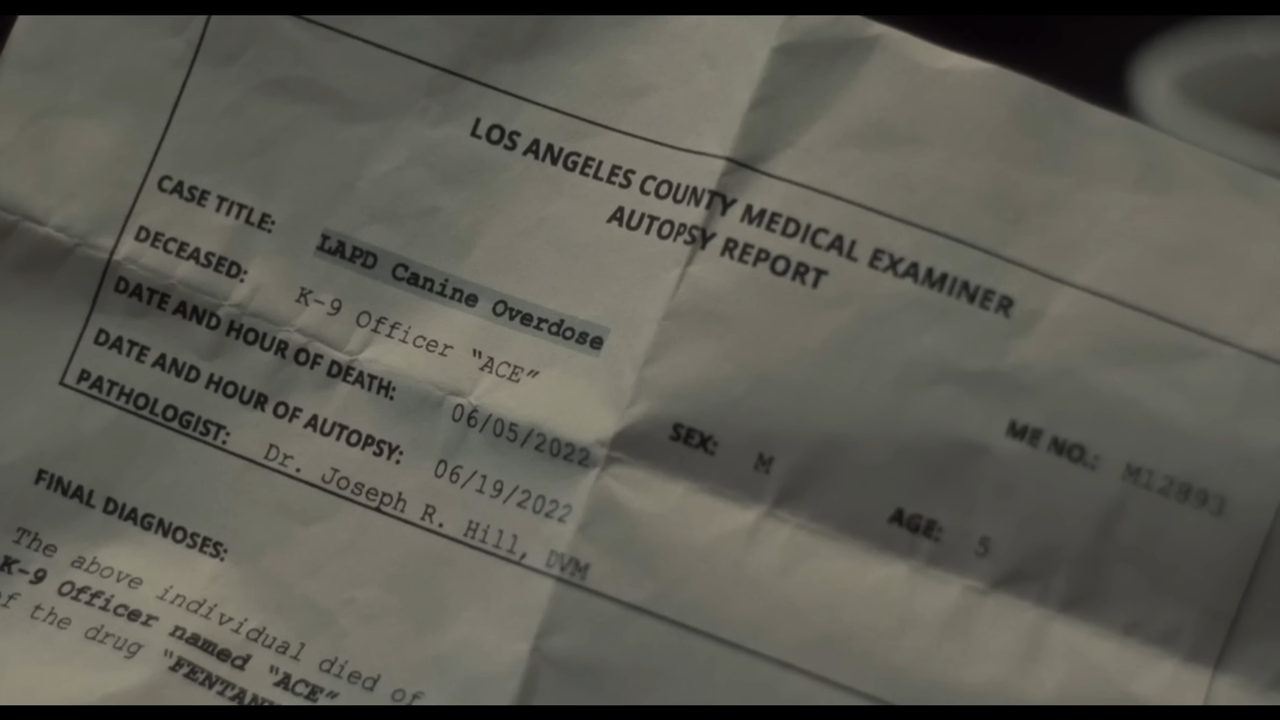 LOS ANGELES COUNTY MEDICAL EXAMINER
AUTOPSY REPORT
CASE TITLE: LAPD Canine Overdose
DECEASED: K-9 Officer “ACE”
DATE AND HOUR OF DEATH: 06/05/2022 SEX: M ME NO.: M12893
DATE AND HOUR OF AUTOPSY: 06/19/2022 AGE: 5
PATHOLOGIST: Dr. Joseph R. Hill, DVM
FINAL DIAGNOSES:
The above individual died of
K-9 Officer named “ACE”
of the drug